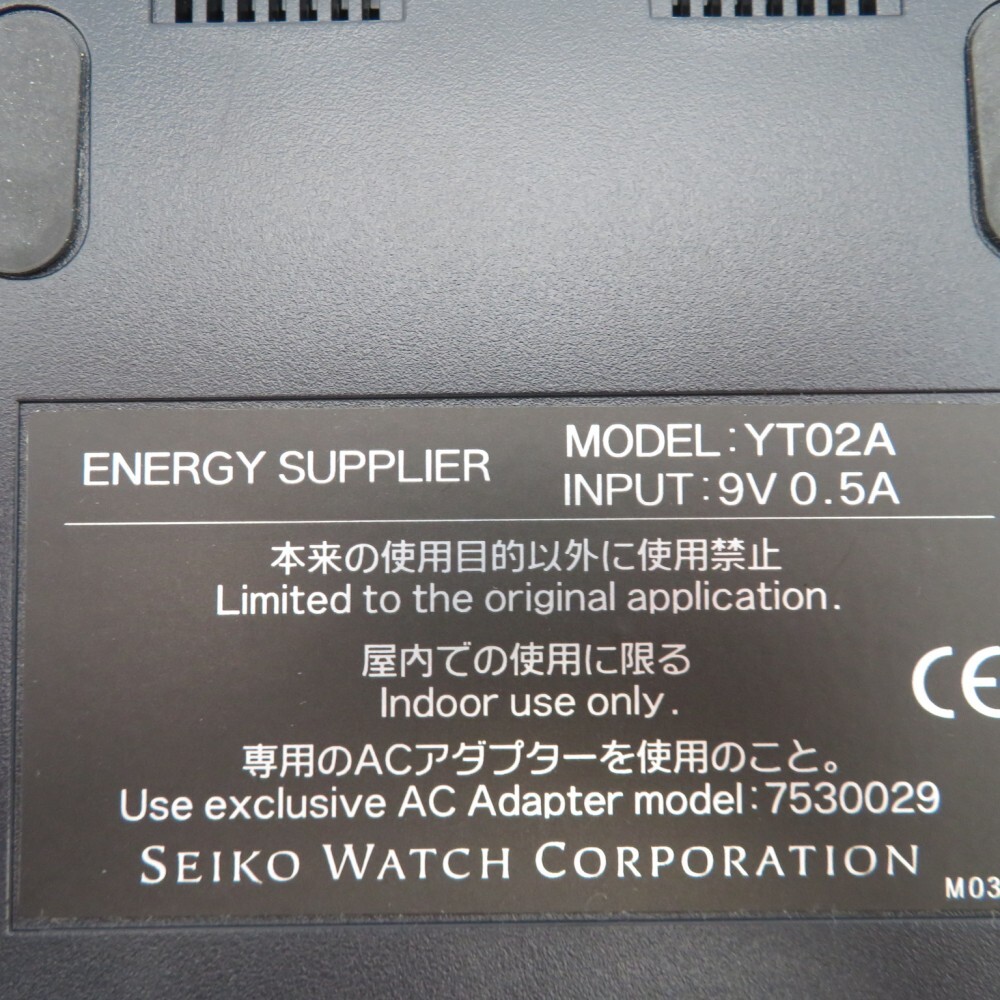 ENERGY SUPPLIER
MODEL:YT02A
INPUT:9V 0.5A
本来の使用目的以外に使用禁止
Limited to the original application.
屋内での使用に限る
Indoor use only.
CE
専用のACアダプターを使用のこと。
Use exclusive AC Adapter model:7530029
SEIKO WATCH CORPORATION
M03